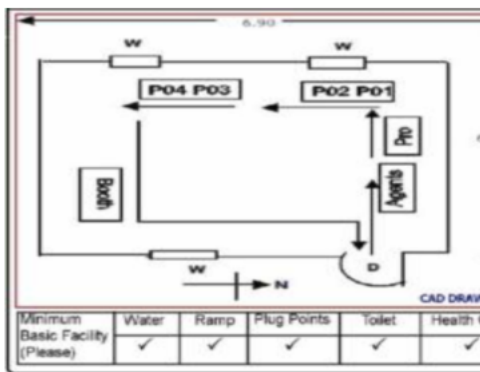 6.90
W
W
P04 P03
P02 P01
Pro
Agents
Booth
W
D
N
CAD DRAW
Minimum Basic Facility (Please)
Water
Ramp
Plug Points
Toilet
Health
✓
✓
✓
✓
✓